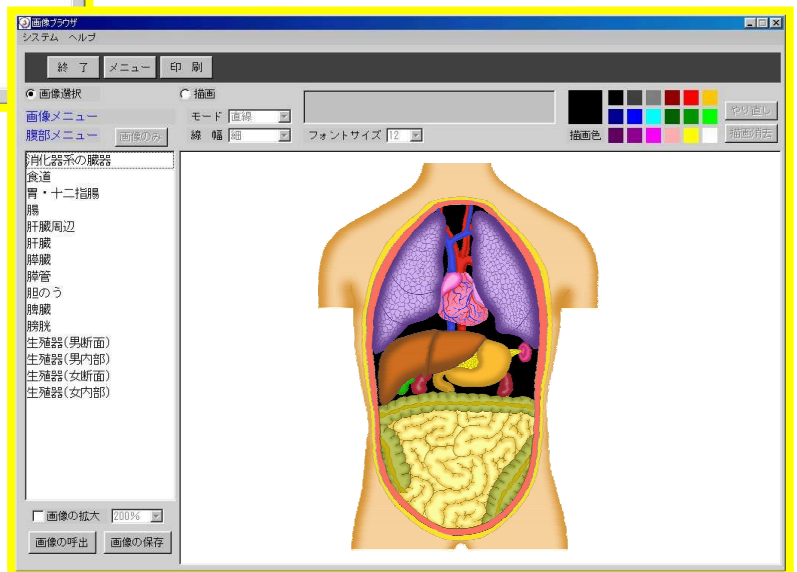 画像ブラウザ
システム ヘルプ
終 了 メニュー 印 刷
画像選択
描画
画像メニュー
モード 直線
やり直し
腹部メニュー 画像のみ
線 幅 細 フォントサイズ 12
描画色
描画消去
消化器系の臓器
食道
胃・十二指腸
腸
肝臓周辺
肝臓
膵臓
膵管
胆のう
脾臓
膀胱
生殖器(男断面)
生殖器(男内部)
生殖器(女断面)
生殖器(女内部)
画像の拡大 200%
画像の呼出 画像の保存